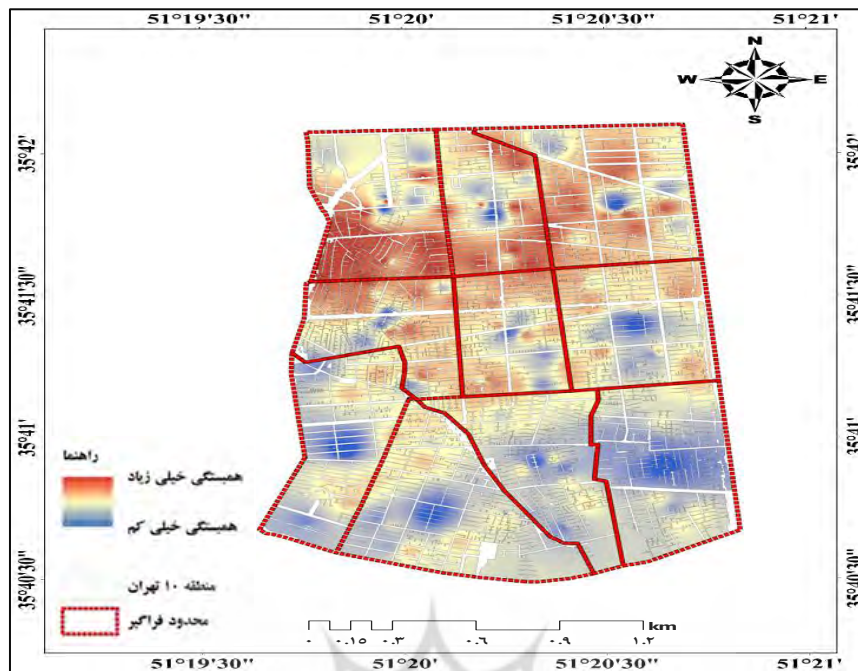 51°19'30"
51°20'
51°20'30"
51°21'
N
W
E
S
35°42'
35°42'
35°41'30"
35°41'30"
35°41'
35°41'
35°40'30"
35°40'30"
راهنما
همبستگی خیلی زیاد
همبستگی خیلی کم
منطقه ۱۰ تهران
محدود فراگیر
km
۰ ۰.۱۵ ۰.۳ ۰.۶ ۰.۹ ۱.۲
51°19'30"
51°20'
51°20'30"
51°21'